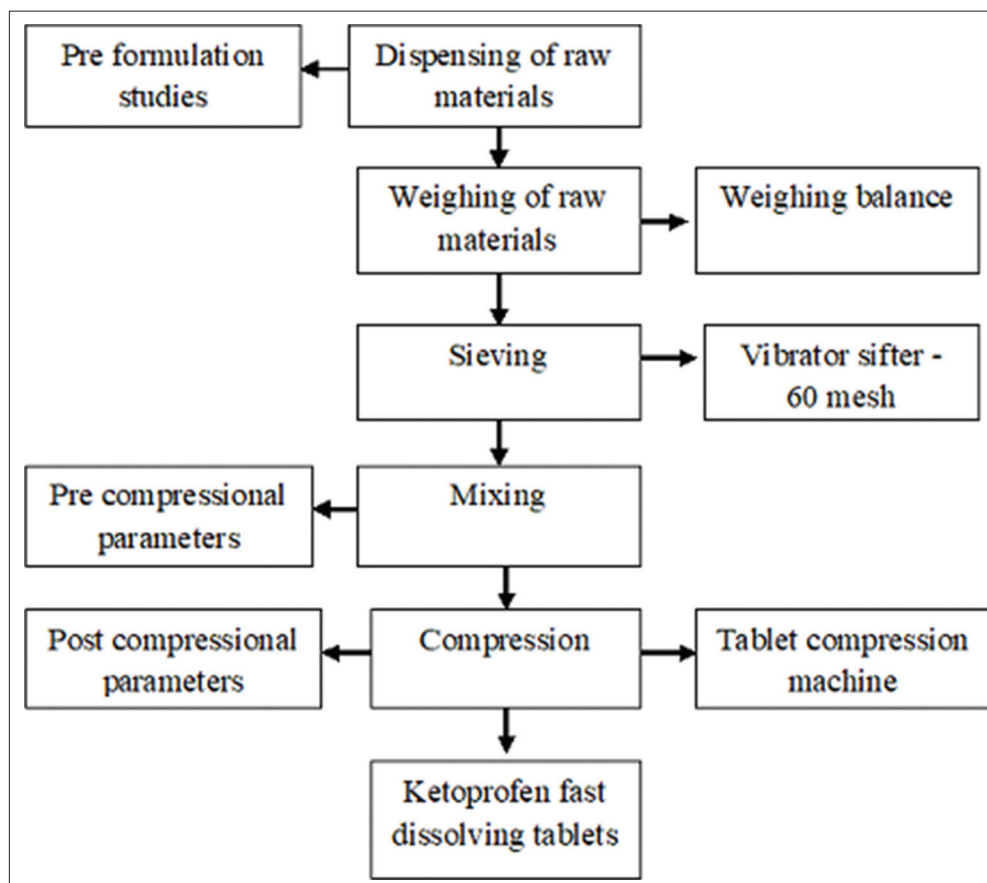 Pre formulation
studies
Dispensing of raw
materials
Weighing of raw
materials
Weighing balance
Sieving
Vibrator sifter -
60 mesh
Pre compressional
parameters
Mixing
Post compressional
parameters
Compression
Tablet compression
machine
Ketoprofen fast
dissolving tablets